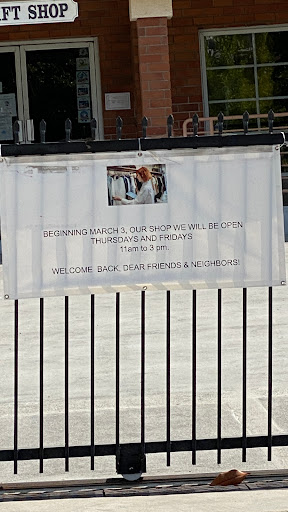 FT SHOP
FT
BEGINNING MARCH 3, OUR SHOP WE WILL BE OPEN
THURSDAYS AND FRIDAYS
11am to 3 pm.
WELCOME BACK, DEAR FRIENDS & NEIGHBORS!